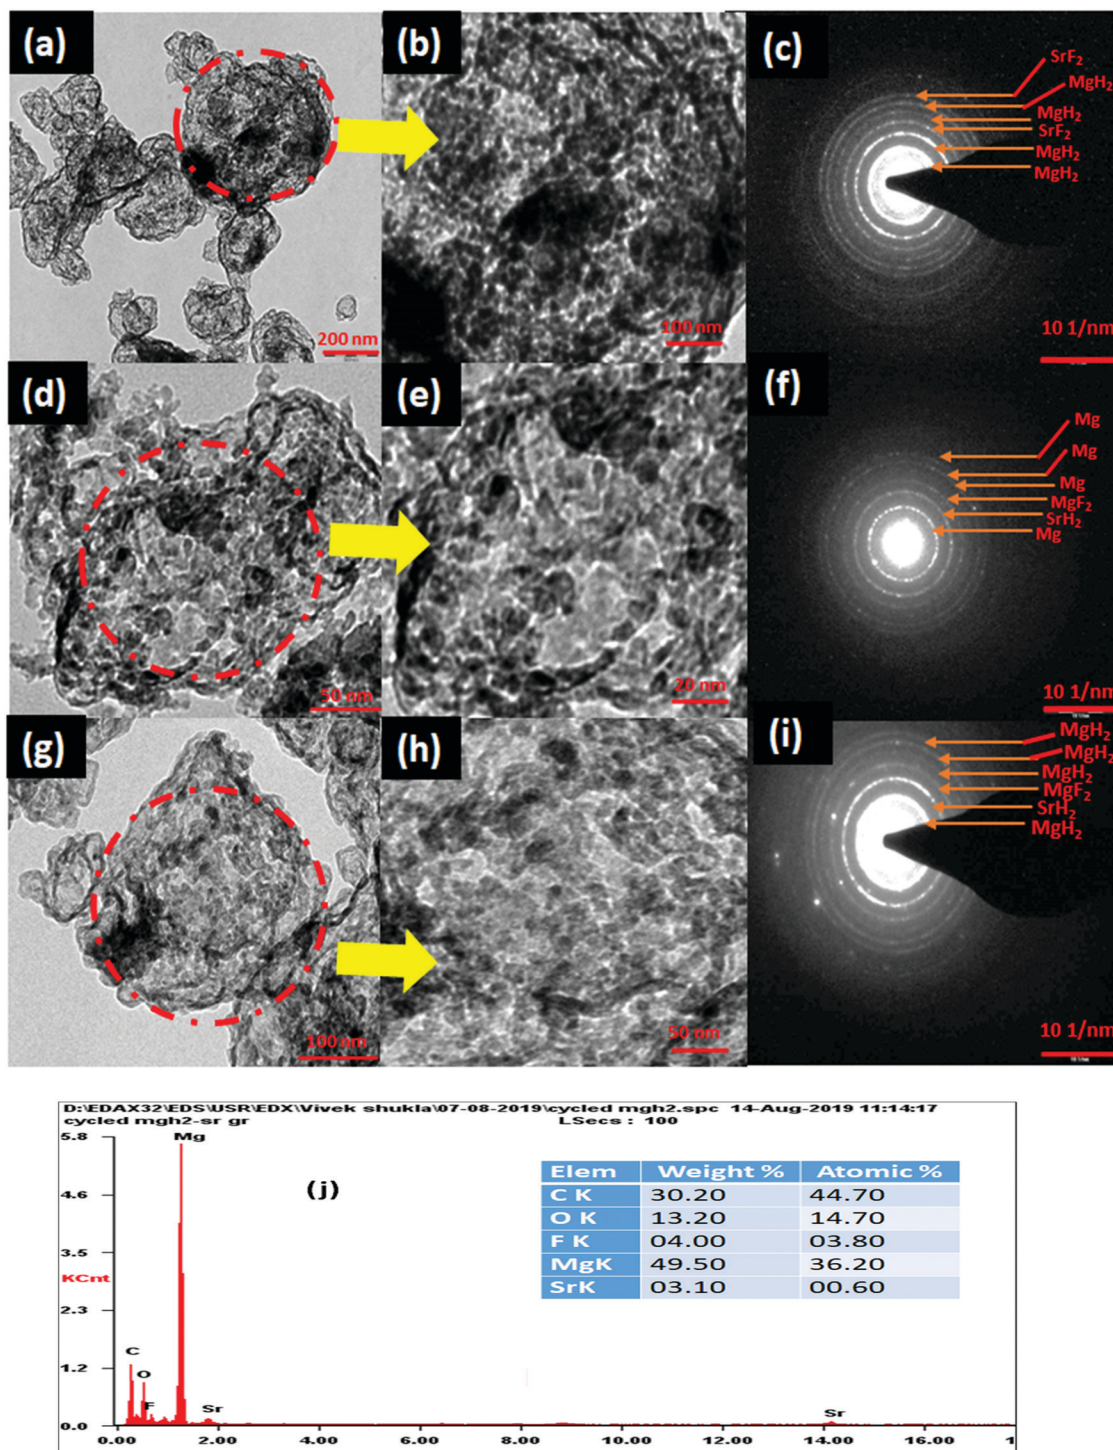 (a)
(b)
(c)
SrF₂
MgH₂
MgH₂
SrF₂
MgH₂
MgH₂
200 nm
100 nm
10 1/nm
(d)
(e)
(f)
Mg
Mg
Mg
MgF₂
SrH₂
Mg
50 nm
20 nm
10 1/nm
(g)
(h)
(i)
MgH₂
MgH₂
MgH₂
MgF₂
SrH₂
MgH₂
100 nm
50 nm
10 1/nm
D:\EDAX32\EDS\USR\EDX\Vivek shukla\07-08-2019\cycled mgh2.spc 14-Aug-2019 11:14:17
cycled mgh2-sr gr LSecs : 100
5.8
4.6
3.5
KCnt
2.3
1.2
0.0
Mg
(j)
C
O
F
Sr
Sr
Elem Weight % Atomic %
C K 30.20 44.70
O K 13.20 14.70
F K 04.00 03.80
MgK 49.50 36.20
SrK 03.10 00.60
0.00 2.00 4.00 6.00 8.00 10.00 12.00 14.00 16.00